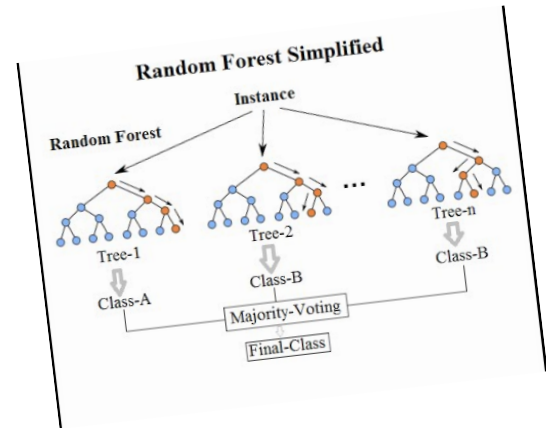 Random Forest Simplified
Instance
Random Forest
...
Tree-1
Tree-2
Tree-n
Class-A
Class-B
Class-B
Majority-Voting
Final-Class